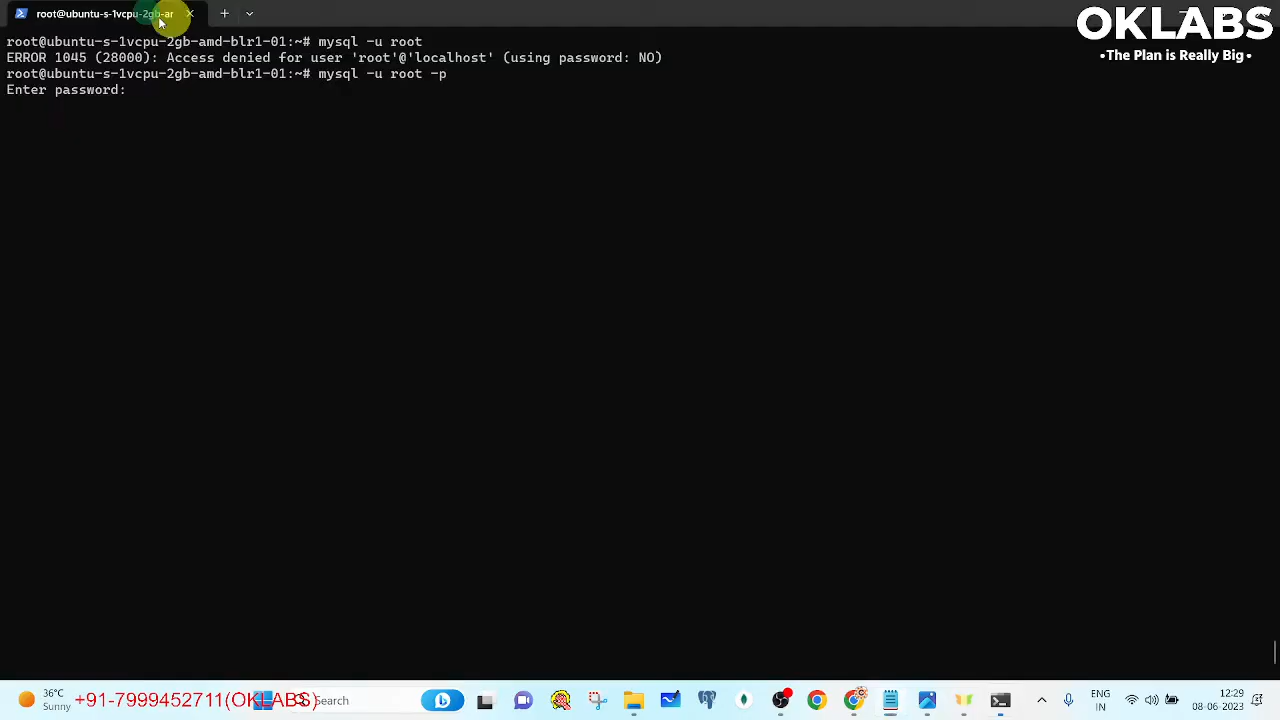 root@ubuntu-s-1vcpu-2gb-ar
OKLABS
•The Plan is Really Big•
root@ubuntu-s-1vcpu-2gb-amd-blr1-01:~# mysql -u root
ERROR 1045 (28000): Access denied for user 'root'@'localhost' (using password: NO)
root@ubuntu-s-1vcpu-2gb-amd-blr1-01:~# mysql -u root -p
Enter password:
36°C
Sunny
+91-7999452711(OKLABS)
Search
ENG
IN
12:29
08-06-2023